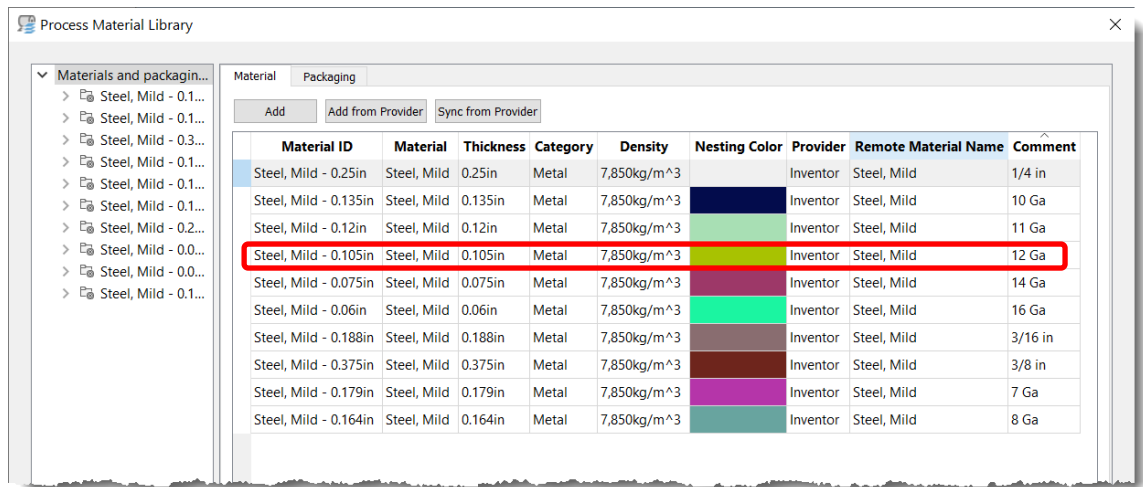 Process Material Library
Materials and packagin...
Steel, Mild - 0.1...
Steel, Mild - 0.1...
Steel, Mild - 0.3...
Steel, Mild - 0.1...
Steel, Mild - 0.1...
Steel, Mild - 0.1...
Steel, Mild - 0.2...
Steel, Mild - 0.0...
Steel, Mild - 0.0...
Steel, Mild - 0.1...
Material Packaging
Add Add from Provider Sync from Provider
Material ID Material Thickness Category Density Nesting Color Provider Remote Material Name Comment
Steel, Mild - 0.25in Steel, Mild 0.25in Metal 7,850kg/m^3 Inventor Steel, Mild 1/4 in
Steel, Mild - 0.135in Steel, Mild 0.135in Metal 7,850kg/m^3 Inventor Steel, Mild 10 Ga
Steel, Mild - 0.12in Steel, Mild 0.12in Metal 7,850kg/m^3 Inventor Steel, Mild 11 Ga
Steel, Mild - 0.105in Steel, Mild 0.105in Metal 7,850kg/m^3 Inventor Steel, Mild 12 Ga
Steel, Mild - 0.075in Steel, Mild 0.075in Metal 7,850kg/m^3 Inventor Steel, Mild 14 Ga
Steel, Mild - 0.06in Steel, Mild 0.06in Metal 7,850kg/m^3 Inventor Steel, Mild 16 Ga
Steel, Mild - 0.188in Steel, Mild 0.188in Metal 7,850kg/m^3 Inventor Steel, Mild 3/16 in
Steel, Mild - 0.375in Steel, Mild 0.375in Metal 7,850kg/m^3 Inventor Steel, Mild 3/8 in
Steel, Mild - 0.179in Steel, Mild 0.179in Metal 7,850kg/m^3 Inventor Steel, Mild 7 Ga
Steel, Mild - 0.164in Steel, Mild 0.164in Metal 7,850kg/m^3 Inventor Steel, Mild 8 Ga